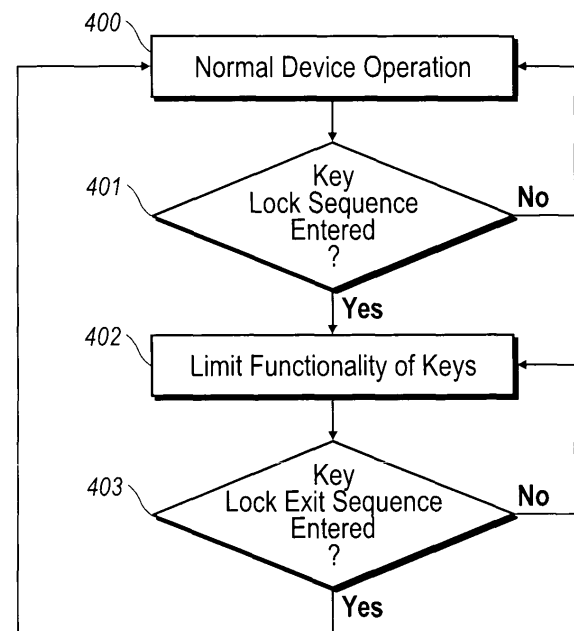 400
Normal Device Operation
401
Key
Lock Sequence
Entered
?
No
Yes
402
Limit Functionality of Keys
403
Key
Lock Exit Sequence
Entered
?
No
Yes